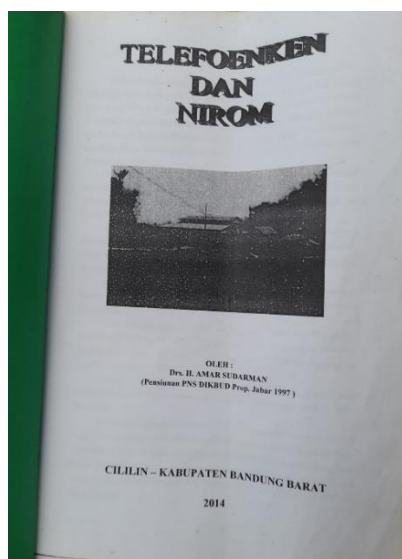 TELEFOENKEN
DAN
NIROM
OLEH :
Drs. H. AMAR SUDARMAN
(Pensiunan PNS DIKBUD Prop. Jabar 1997 )
CILILIN – KABUPATEN BANDUNG BARAT
2014